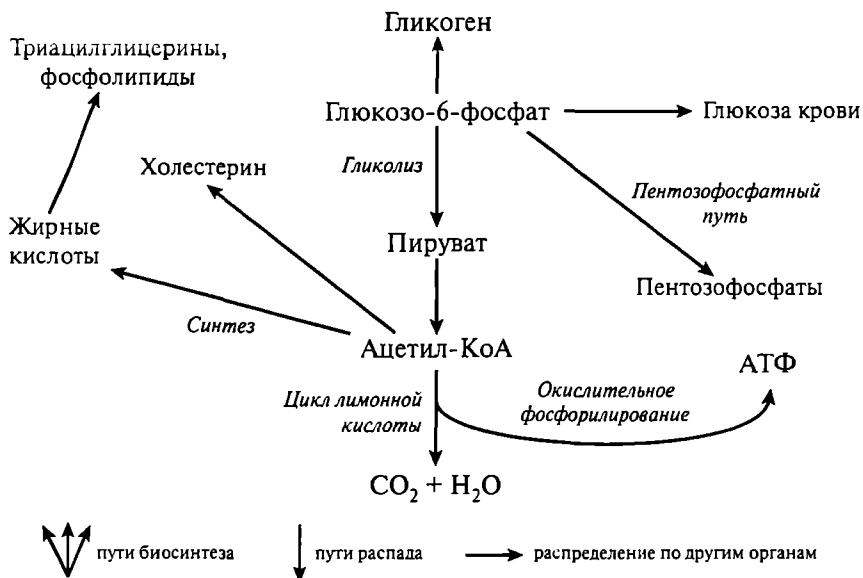 Гликоген
Триацилглицерины,
фосфолипиды
Глюкозо-6-фосфат
Глюкоза крови
Холестерин
Гликолиз
Пентозофосфатный
путь
Жирные
кислоты
Пируват
Пентозофосфаты
Синтез
Ацетил-КоА
АТФ
Цикл лимонной
кислоты
Окислительное
фосфорилирование
CO₂ + H₂O
пути биосинтеза
пути распада
распределение по другим органам